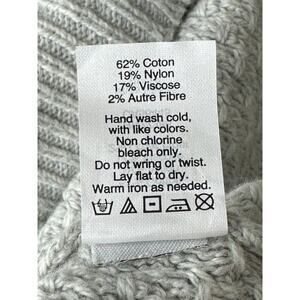 62% Coton
19% Nylon
17% Viscose
2% Autre Fibre
Hand wash cold,
with like colors.
Non chlorine
bleach only.
Do not wring or twist.
Lay flat to dry.
Warm iron as needed.